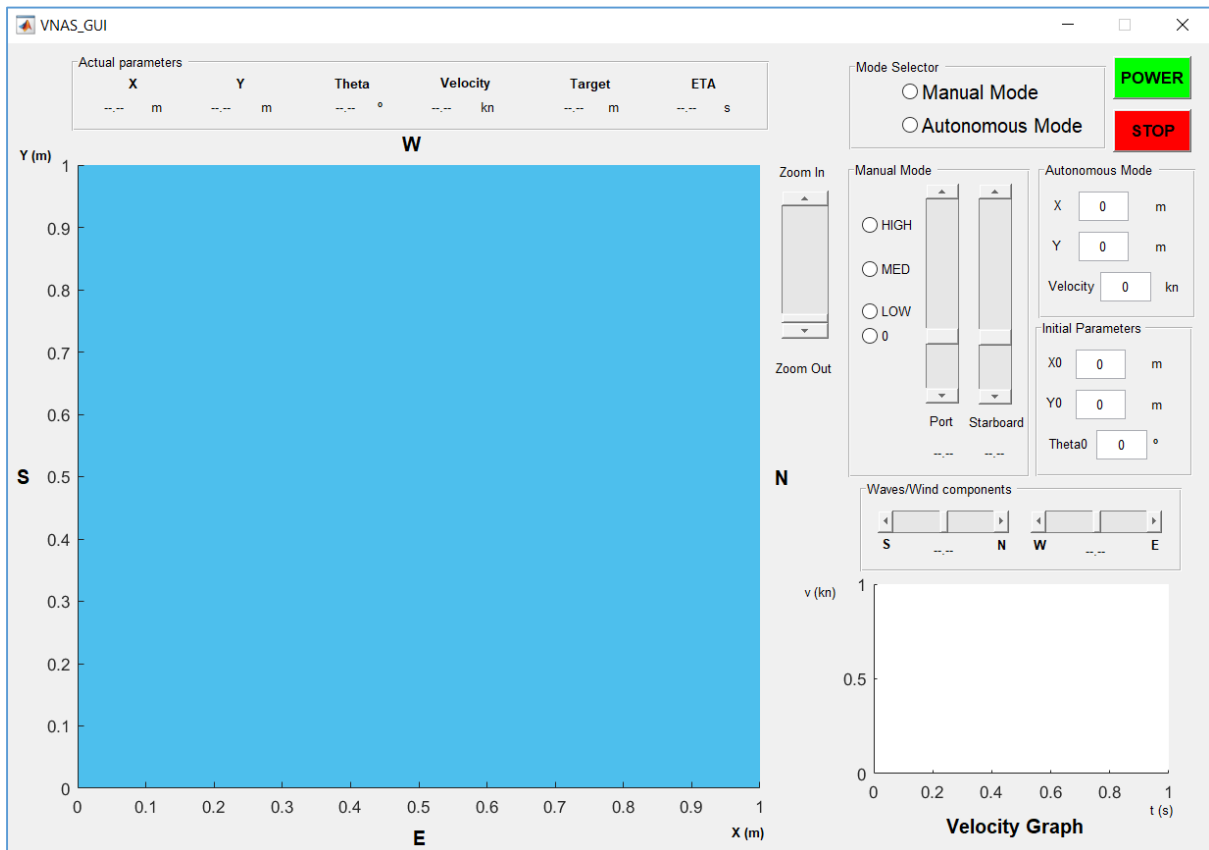 VNAS_GUI
Actual parameters
X Y Theta Velocity Target ETA
--.-- m --.-- m --.-- º --.-- kn --.-- m --.-- s
Mode Selector
Manual Mode
Autonomous Mode
POWER
STOP
W
Y (m)
1
0.9
0.8
0.7
0.6
0.5
0.4
0.3
0.2
0.1
0
S
N
0 0.1 0.2 0.3 0.4 0.5 0.6 0.7 0.8 0.9 1
E
X (m)
Zoom In
Zoom Out
Manual Mode
HIGH
MED
LOW
0
Port Starboard
--.-- --.--
Autonomous Mode
X 0 m
Y 0 m
Velocity 0 kn
Initial Parameters
X0 0 m
Y0 0 m
Theta0 0 º
Waves/Wind components
S --.-- N W --.-- E
v (kn)
1
0.5
0
0 0.2 0.4 0.6 0.8 1
t (s)
Velocity Graph